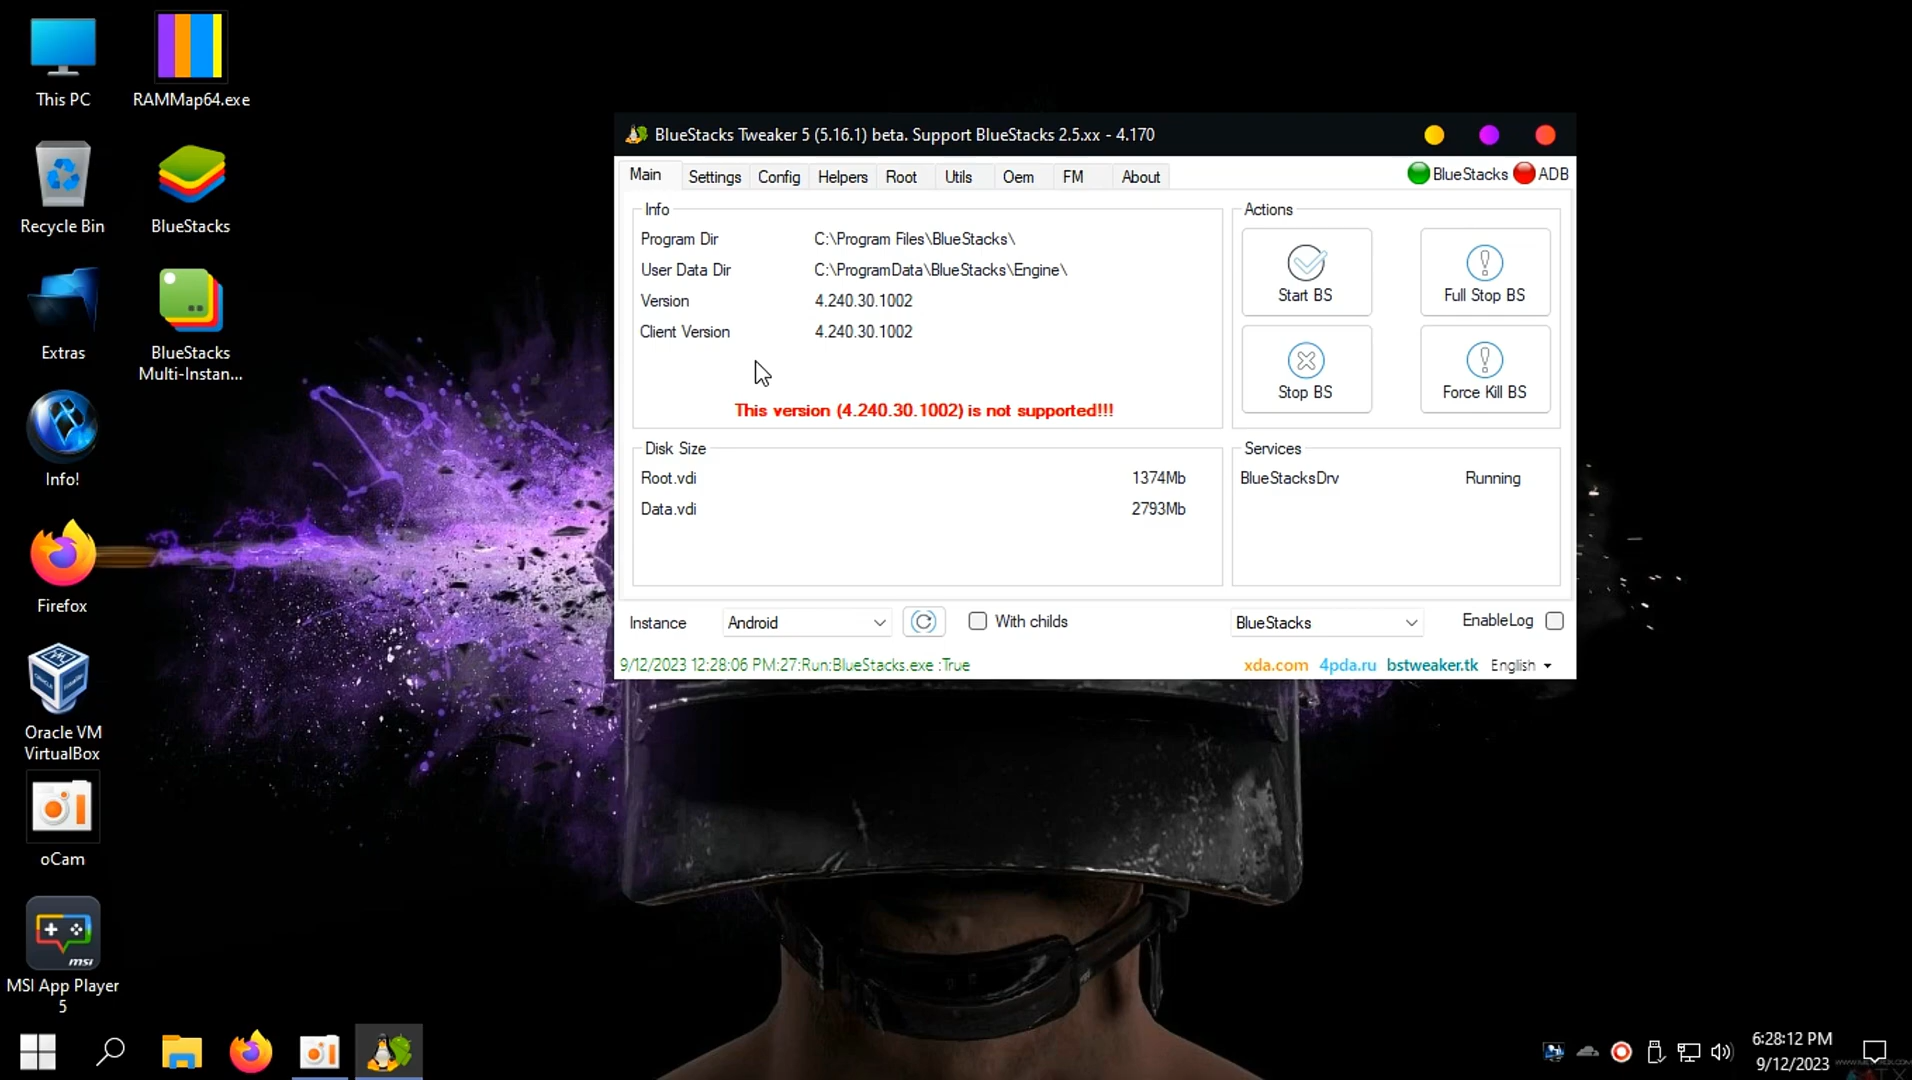 This PC
RAMMap64.exe
Recycle Bin
BlueStacks
Extras
BlueStacks
Multi-Instan...
Info!
Firefox
Oracle VM
VirtualBox
oCam
msi
MSI App Player
5
BlueStacks Tweaker 5 (5.16.1) beta. Support BlueStacks 2.5.xx - 4.170
Main Settings Config Helpers Root Utils Oem FM About BlueStacks ADB
Info
Program Dir C:\Program Files\BlueStacks\
User Data Dir C:\ProgramData\BlueStacks\Engine\
Version 4.240.30.1002
Client Version 4.240.30.1002
This version (4.240.30.1002) is not supported!!!
Actions
Start BS Full Stop BS
Stop BS Force Kill BS
Disk Size
Root.vdi 1374Mb
Data.vdi 2793Mb
Services
BlueStacksDrv Running
Instance Android With childs BlueStacks EnableLog
9/12/2023 12:28:06 PM:27:Run:BlueStacks.exe :True xda.com 4pda.ru bstweaker.tk English
6:28:12 PM
9/12/2023